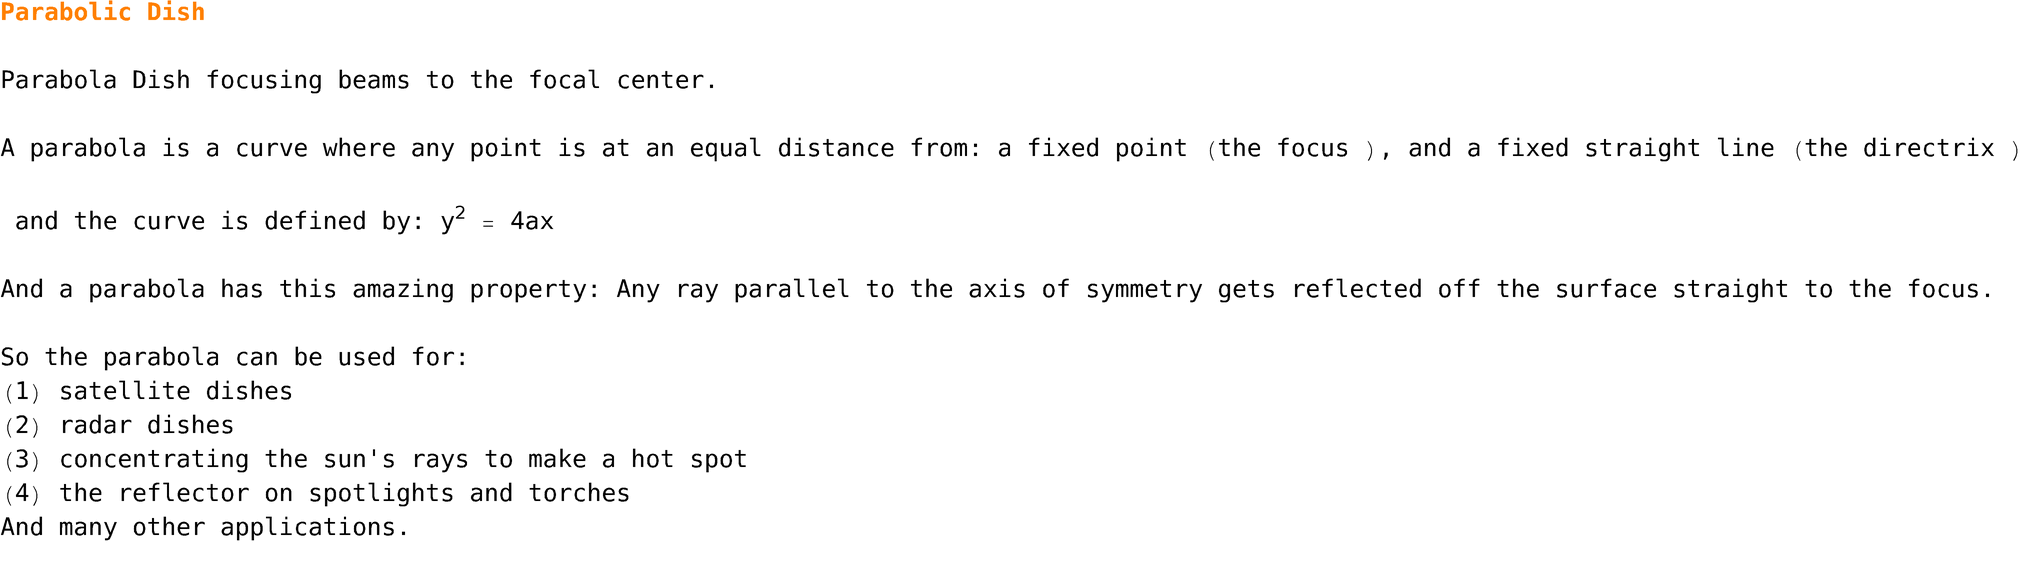 Parabolic Dish
Parabola Dish focusing beams to the focal center.
A parabola is a curve where any point is at an equal distance from: a fixed point (the focus ), and a fixed straight line (the directrix )
and the curve is defined by: y² = 4ax
And a parabola has this amazing property: Any ray parallel to the axis of symmetry gets reflected off the surface straight to the focus.
So the parabola can be used for:
(1) satellite dishes
(2) radar dishes
(3) concentrating the sun's rays to make a hot spot
(4) the reflector on spotlights and torches
And many other applications.